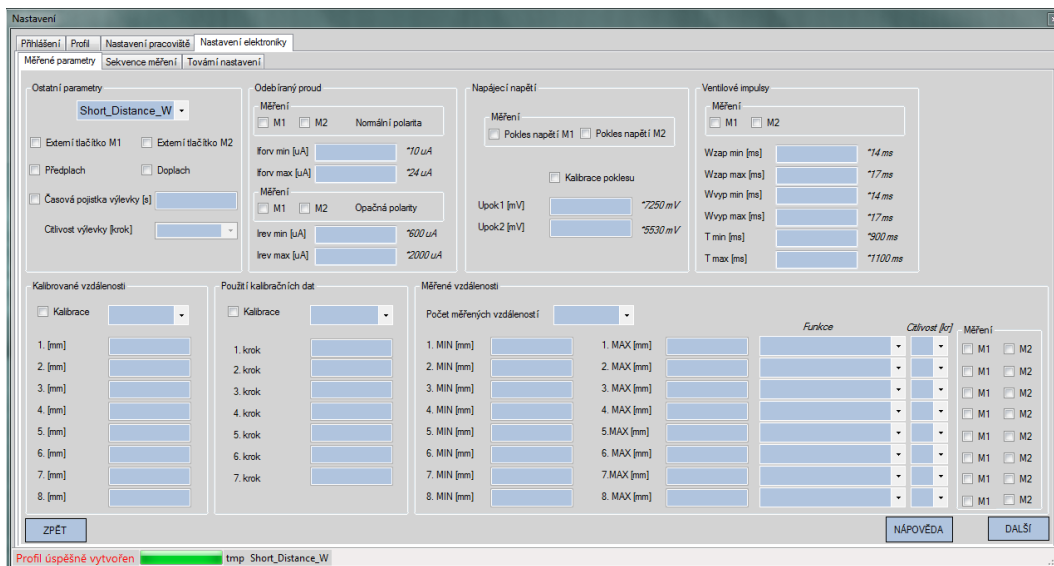 Nastavení
Přihlášení Profil Nastavení pracoviště Nastavení elektroniky
Měřené parametry Sekvence měření Tovární nastavení
Ostatní parametry
Short_Distance_W
Externí tlačítko M1 Externí tlačítko M2
Předplach Doplach
Časová pojistka výlevky [s]
Citlivost výlevky [krok]
Odebíraný proud
Měření
M1 M2 Normální polarita
Iforv min [uA] ~10 uA
Iforv max [uA] ~24 uA
Měření
M1 M2 Opačná polarity
Irev min [uA] ~600 uA
Irev max [uA] ~2000 uA
Napájecí napětí
Měření
Pokles napětí M1 Pokles napětí M2
Kalibrace poklesu
Upok1 [mV] ~7250 mV
Upok2 [mV] ~5530 mV
Ventilové impulsy
Měření
M1 M2
Wzap min [ms] ~14 ms
Wzap max [ms] ~17 ms
Wvyp min [ms] ~14 ms
Wvyp max [ms] ~17 ms
T min [ms] ~900 ms
T max [ms] ~1100 ms
Kalibrované vzdálenosti
Kalibrace
1. [mm]
2. [mm]
3. [mm]
4. [mm]
5. [mm]
6. [mm]
7. [mm]
8. [mm]
Použití kalibračních dat
Kalibrace
1. krok
2. krok
3. krok
4. krok
5. krok
6. krok
7. krok
Měřené vzdálenosti
Počet měřených vzdáleností
Funkce Citlivost [kr] Měření
1. MIN [mm] 1. MAX [mm] M1 M2
2. MIN [mm] 2. MAX [mm] M1 M2
3. MIN [mm] 3. MAX [mm] M1 M2
4. MIN [mm] 4. MAX [mm] M1 M2
5. MIN [mm] 5.MAX [mm] M1 M2
6. MIN [mm] 6. MAX [mm] M1 M2
7. MIN [mm] 7.MAX [mm] M1 M2
8. MIN [mm] 8. MAX [mm] M1 M2
ZPĚT NÁPOVĚDA DALŠÍ
Profil úspěšně vytvořen tmp Short_Distance_W